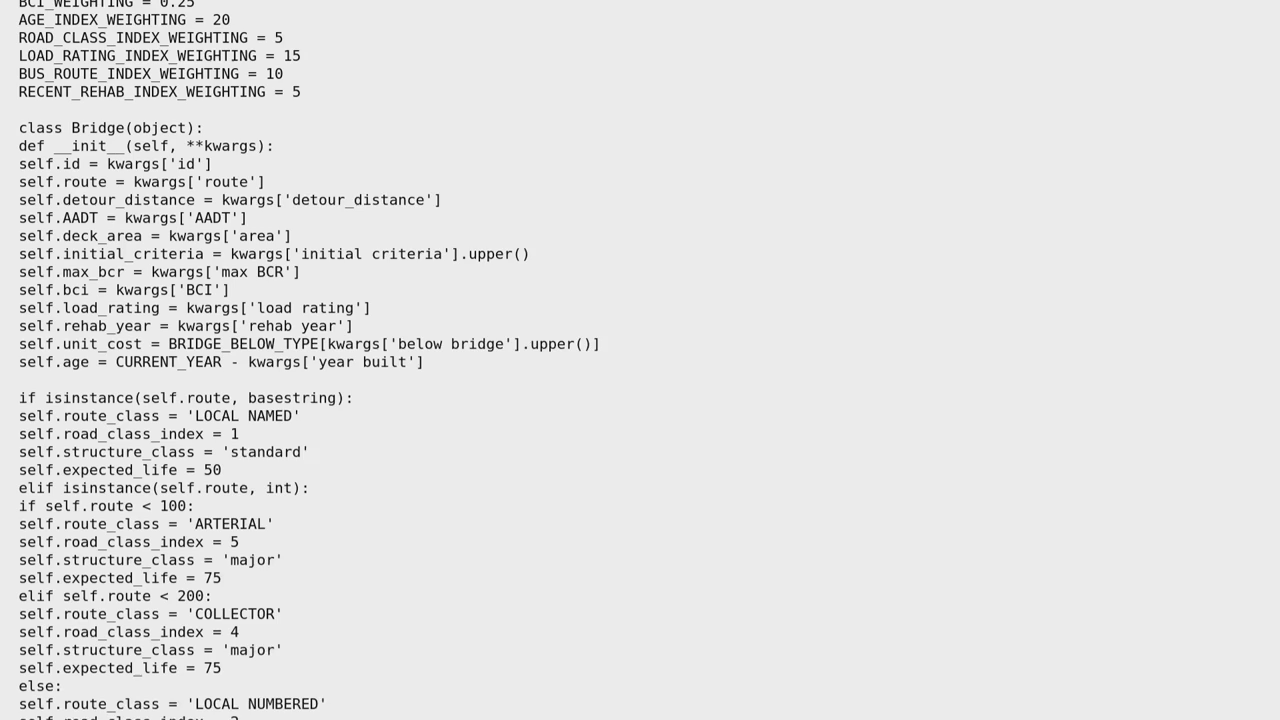 BCI_WEIGHTING = 0.25
AGE_INDEX_WEIGHTING = 20
ROAD_CLASS_INDEX_WEIGHTING = 5
LOAD_RATING_INDEX_WEIGHTING = 15
BUS_ROUTE_INDEX_WEIGHTING = 10
RECENT_REHAB_INDEX_WEIGHTING = 5
class Bridge(object):
def __init__(self, **kwargs):
self.id = kwargs['id']
self.route = kwargs['route']
self.detour_distance = kwargs['detour_distance']
self.AADT = kwargs['AADT']
self.deck_area = kwargs['area']
self.initial_criteria = kwargs['initial criteria'].upper()
self.max_bcr = kwargs['max BCR']
self.bci = kwargs['BCI']
self.load_rating = kwargs['load rating']
self.rehab_year = kwargs['rehab year']
self.unit_cost = BRIDGE_BELOW_TYPE[kwargs['below bridge'].upper()]
self.age = CURRENT_YEAR - kwargs['year built']
if isinstance(self.route, basestring):
self.route_class = 'LOCAL NAMED'
self.road_class_index = 1
self.structure_class = 'standard'
self.expected_life = 50
elif isinstance(self.route, int):
if self.route < 100:
self.route_class = 'ARTERIAL'
self.road_class_index = 5
self.structure_class = 'major'
self.expected_life = 75
elif self.route < 200:
self.route_class = 'COLLECTOR'
self.road_class_index = 4
self.structure_class = 'major'
self.expected_life = 75
else:
self.route_class = 'LOCAL NUMBERED'